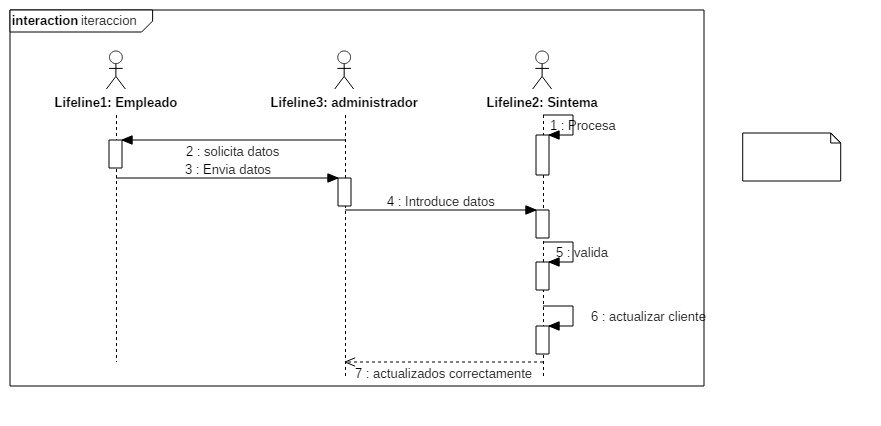 interaction iteraccion
Lifeline1: Empleado
Lifeline3: administrador
Lifeline2: Sintema
1 : Procesa
2 : solicita datos
3 : Envia datos
4 : Introduce datos
5 : valida
6 : actualizar cliente
7 : actualizados correctamente